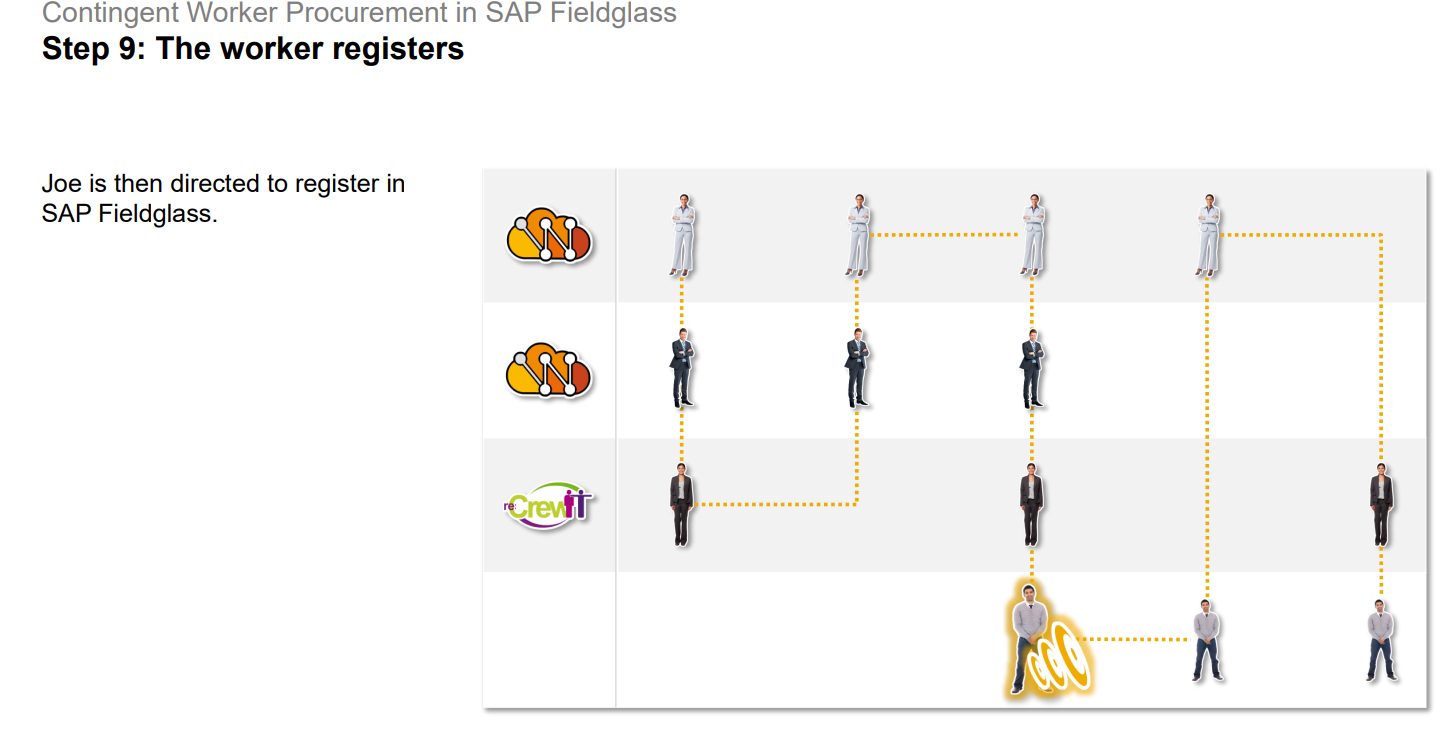 Contingent Worker Procurement in SAP Fieldglass
Step 9: The worker registers
Joe is then directed to register in
SAP Fieldglass.
re:CrewIT